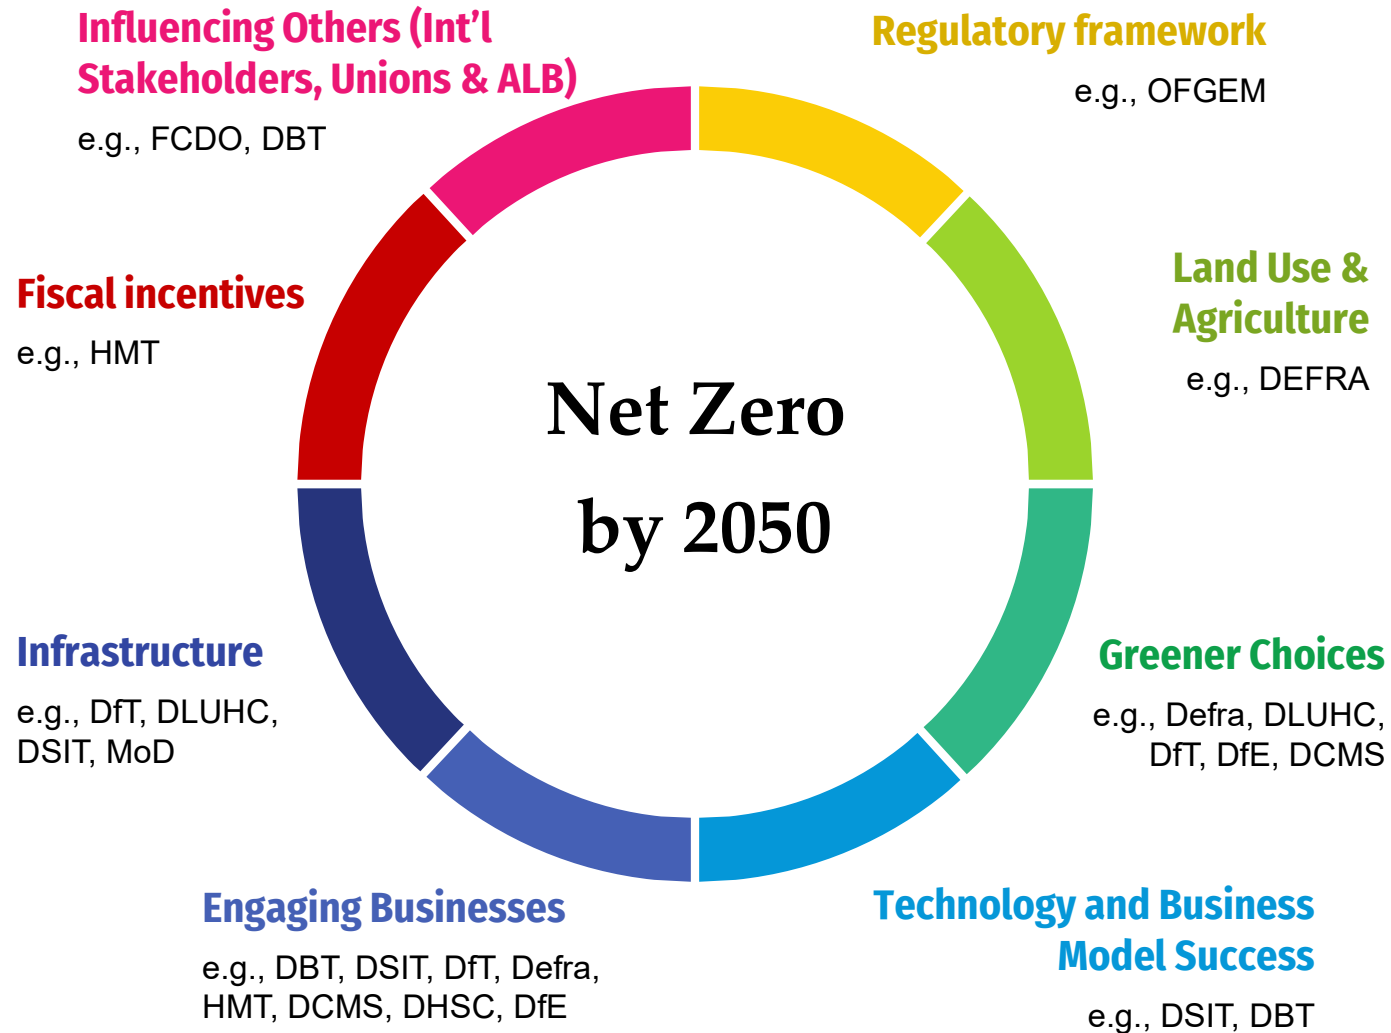 Influencing Others (Int’l
Stakeholders, Unions & ALB)
e.g., FCDO, DBT
Regulatory framework
e.g., OFGEM
Fiscal incentives
e.g., HMT
Land Use &
Agriculture
e.g., DEFRA
Net Zero
by 2050
Infrastructure
e.g., DfT, DLUHC,
DSIT, MoD
Greener Choices
e.g., Defra, DLUHC,
DfT, DfE, DCMS
Engaging Businesses
e.g., DBT, DSIT, DfT, Defra,
HMT, DCMS, DHSC, DfE
Technology and Business
Model Success
e.g., DSIT, DBT